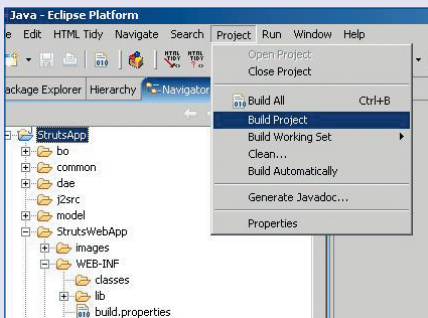 Java - Eclipse Platform
e Edit HTML Tidy Navigate Search Project Run Window Help
Open Project
Close Project
Build All Ctrl+B
Build Project
Build Working Set
Clean...
Build Automatically
Generate Javadoc...
Properties
ackage Explorer Hierarchy Navigator
StrutsApp
bo
common
dae
j2src
model
StrutsWebApp
images
WEB-INF
classes
lib
build.properties